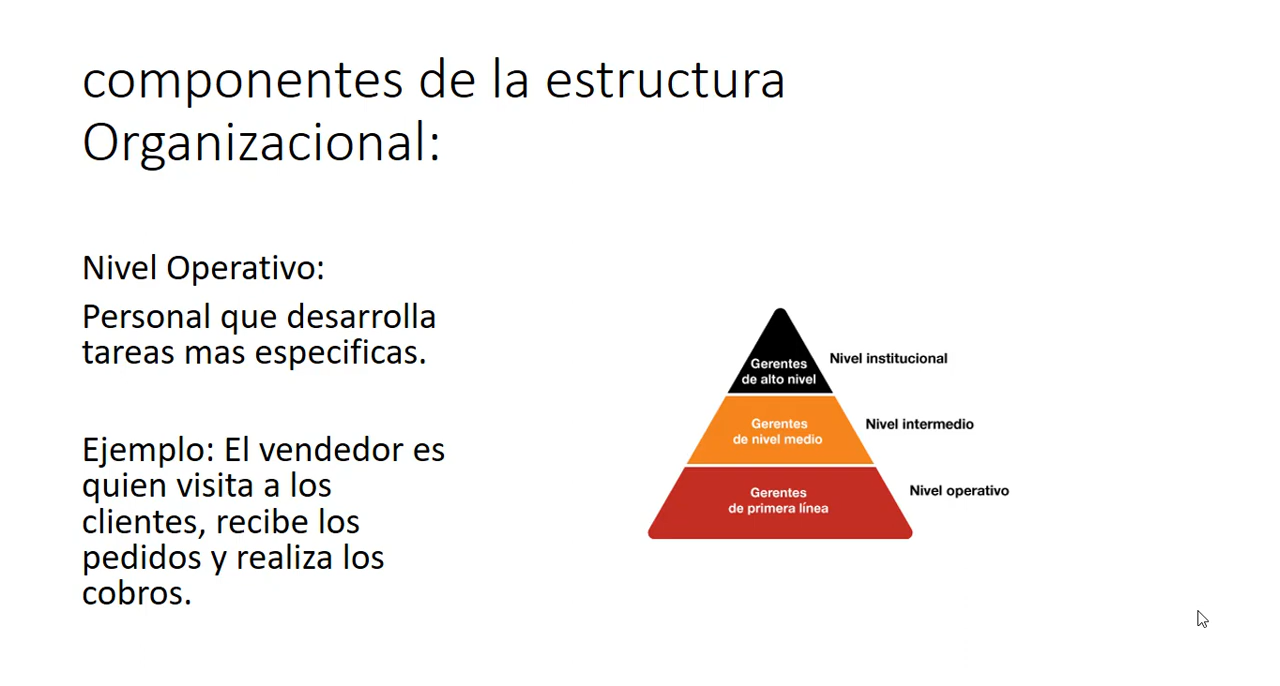 componentes de la estructura
Organizacional:
Nivel Operativo:
Personal que desarrolla
tareas mas especificas.
Ejemplo: El vendedor es
quien visita a los
clientes, recibe los
pedidos y realiza los
cobros.
Gerentes
de alto nivel
Nivel institucional
Gerentes
de nivel medio
Nivel intermedio
Gerentes
de primera línea
Nivel operativo